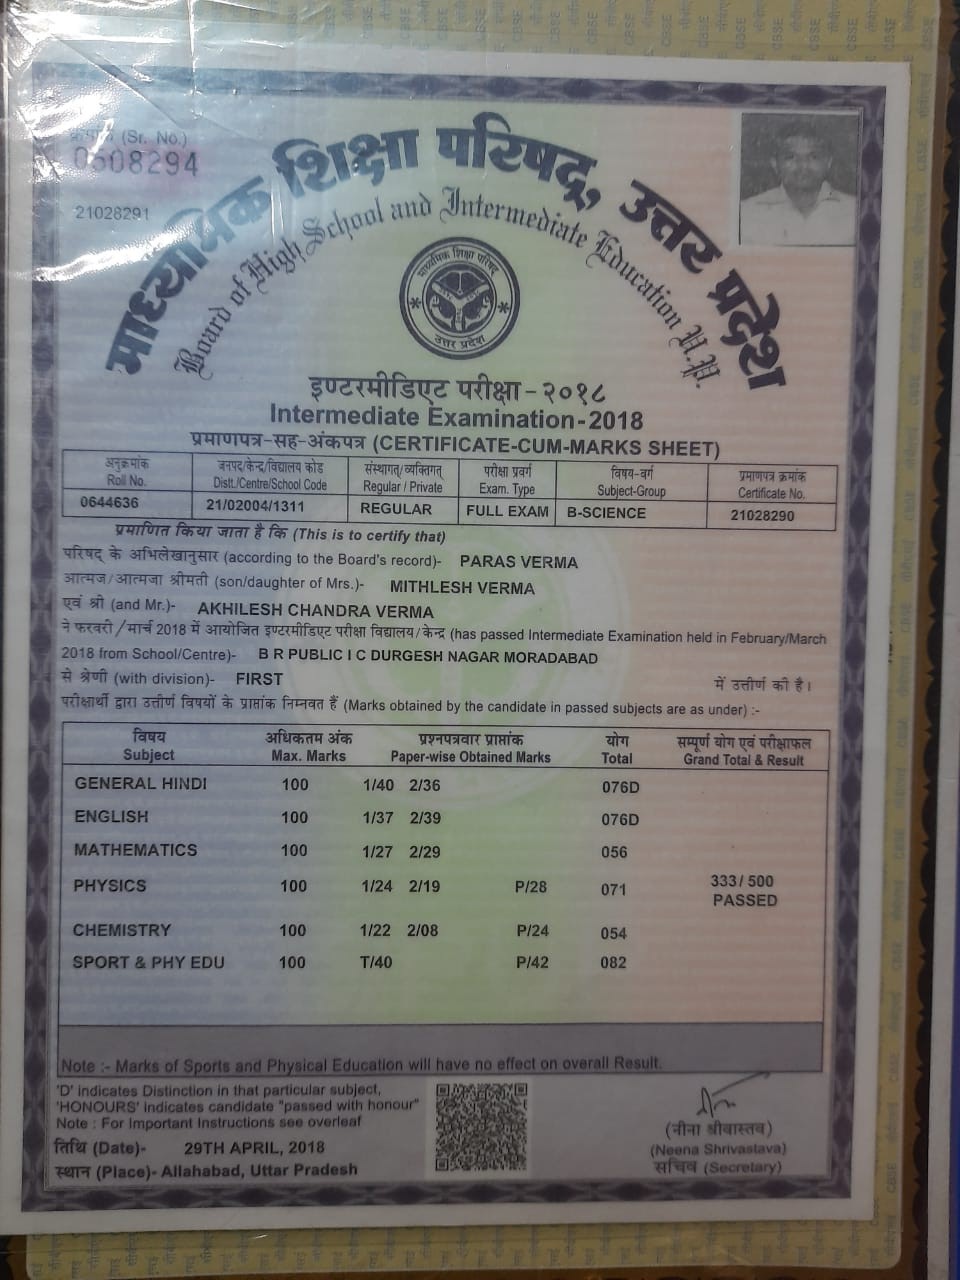 क्रमांक (Sr. No.)
0608294
21028291
माध्यमिक शिक्षा परिषद्, उत्तर प्रदेश
Board of High School and Intermediate Education U.P.
माध्यमिक शिक्षा परिषद्
उत्तर प्रदेश
इण्टरमीडिएट परीक्षा-२०१८
Intermediate Examination-2018
प्रमाणपत्र-सह-अंकपत्र (CERTIFICATE-CUM-MARKS SHEET)
अनुक्रमांक जनपद/केन्द्र/विद्यालय कोड संस्थागत्/व्यक्तिगत् परीक्षा प्रवर्ग विषय-वर्ग प्रमाणपत्र क्रमांक
Roll No. Distt./Centre/School Code Regular / Private Exam. Type Subject-Group Certificate No.
0644636 21/02004/1311 REGULAR FULL EXAM B-SCIENCE 21028290
प्रमाणित किया जाता है कि (This is to certify that)
परिषद् के अभिलेखानुसार (according to the Board's record)- PARAS VERMA
आत्मज/आत्मजा श्रीमती (son/daughter of Mrs.)- MITHLESH VERMA
एवं श्री (and Mr.)- AKHILESH CHANDRA VERMA
ने फरवरी/मार्च 2018 में आयोजित इण्टरमीडिएट परीक्षा विद्यालय/केन्द्र (has passed Intermediate Examination held in February/March
2018 from School/Centre)- B R PUBLIC I C DURGESH NAGAR MORADABAD
से श्रेणी (with division)- FIRST में उत्तीर्ण की है।
परीक्षार्थी द्वारा उत्तीर्ण विषयों के प्राप्तांक निम्नवत हैं (Marks obtained by the candidate in passed subjects are as under) :-
विषय अधिकतम अंक प्रश्नपत्रवार प्राप्तांक योग सम्पूर्ण योग एवं परीक्षाफल
Subject Max. Marks Paper-wise Obtained Marks Total Grand Total & Result
GENERAL HINDI 100 1/40 2/36 076D
ENGLISH 100 1/37 2/39 076D
MATHEMATICS 100 1/27 2/29 056
PHYSICS 100 1/24 2/19 P/28 071 333/500
PASSED
CHEMISTRY 100 1/22 2/08 P/24 054
SPORT & PHY EDU 100 T/40 P/42 082
Note :- Marks of Sports and Physical Education will have no effect on overall Result.
'D' indicates Distinction in that particular subject,
'HONOURS' indicates candidate "passed with honour"
Note : For Important Instructions see overleaf
तिथि (Date)- 29TH APRIL, 2018
स्थान (Place)- Allahabad, Uttar Pradesh
(नीना श्रीवास्तव)
(Neena Shrivastava)
सचिव (Secretary)